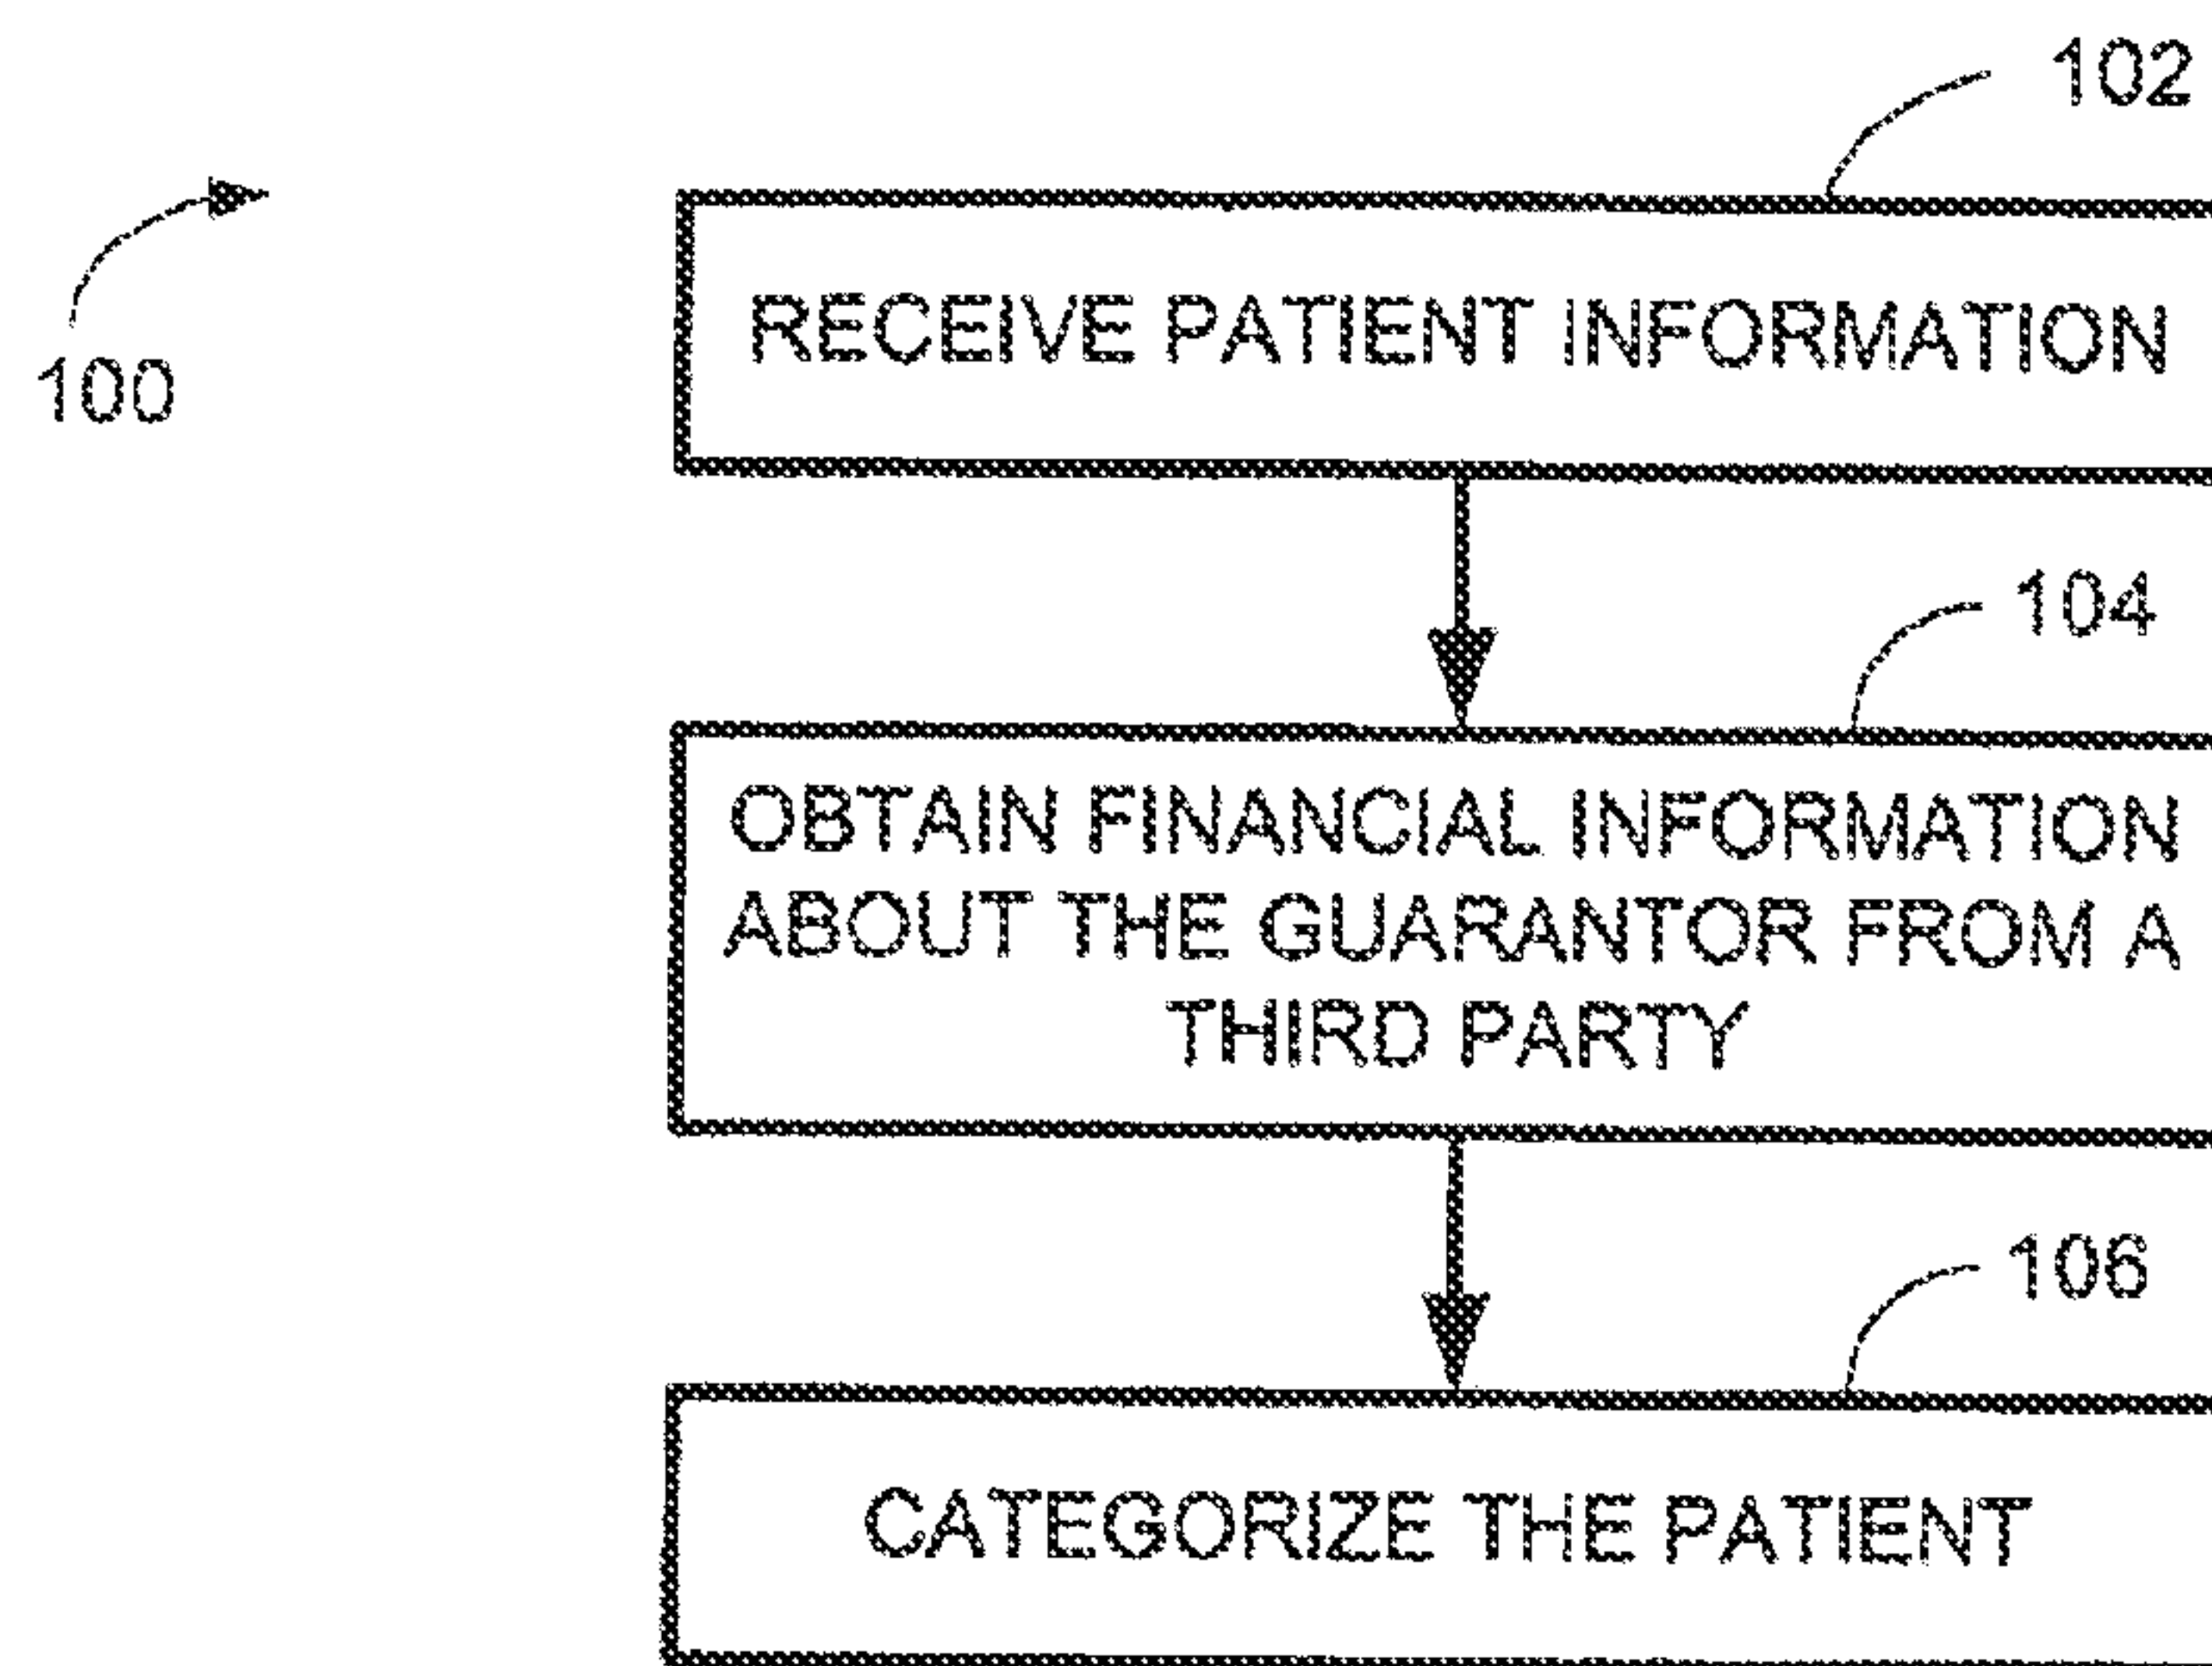 102
100
RECEIVE PATIENT INFORMATION
104
OBTAIN FINANCIAL INFORMATION
ABOUT THE GUARANTOR FROM A
THIRD PARTY
106
CATEGORIZE THE PATIENT